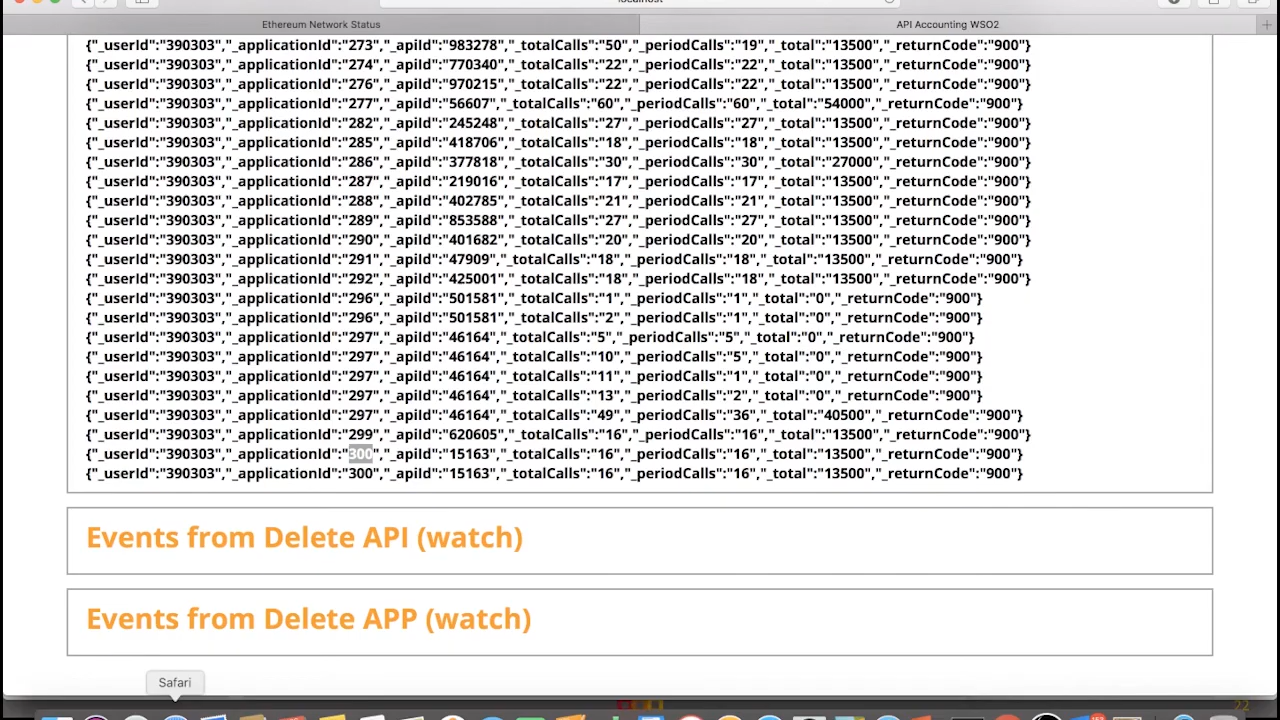 Ethereum Network Status
API Accounting WSO2
{"_userId":"390303","_applicationId":"273","_apiId":"983278","_totalCalls":"50","_periodCalls":"19","_total":"13500","_returnCode":"900"}
{"_userId":"390303","_applicationId":"274","_apiId":"770340","_totalCalls":"22","_periodCalls":"22","_total":"13500","_returnCode":"900"}
{"_userId":"390303","_applicationId":"276","_apiId":"970215","_totalCalls":"22","_periodCalls":"22","_total":"13500","_returnCode":"900"}
{"_userId":"390303","_applicationId":"277","_apiId":"56607","_totalCalls":"60","_periodCalls":"60","_total":"54000","_returnCode":"900"}
{"_userId":"390303","_applicationId":"282","_apiId":"245248","_totalCalls":"27","_periodCalls":"27","_total":"13500","_returnCode":"900"}
{"_userId":"390303","_applicationId":"285","_apiId":"418706","_totalCalls":"18","_periodCalls":"18","_total":"13500","_returnCode":"900"}
{"_userId":"390303","_applicationId":"286","_apiId":"377818","_totalCalls":"30","_periodCalls":"30","_total":"27000","_returnCode":"900"}
{"_userId":"390303","_applicationId":"287","_apiId":"219016","_totalCalls":"17","_periodCalls":"17","_total":"13500","_returnCode":"900"}
{"_userId":"390303","_applicationId":"288","_apiId":"402785","_totalCalls":"21","_periodCalls":"21","_total":"13500","_returnCode":"900"}
{"_userId":"390303","_applicationId":"289","_apiId":"853588","_totalCalls":"27","_periodCalls":"27","_total":"13500","_returnCode":"900"}
{"_userId":"390303","_applicationId":"290","_apiId":"401682","_totalCalls":"20","_periodCalls":"20","_total":"13500","_returnCode":"900"}
{"_userId":"390303","_applicationId":"291","_apiId":"47909","_totalCalls":"18","_periodCalls":"18","_total":"13500","_returnCode":"900"}
{"_userId":"390303","_applicationId":"292","_apiId":"425001","_totalCalls":"18","_periodCalls":"18","_total":"13500","_returnCode":"900"}
{"_userId":"390303","_applicationId":"296","_apiId":"501581","_totalCalls":"1","_periodCalls":"1","_total":"0","_returnCode":"900"}
{"_userId":"390303","_applicationId":"296","_apiId":"501581","_totalCalls":"2","_periodCalls":"1","_total":"0","_returnCode":"900"}
{"_userId":"390303","_applicationId":"297","_apiId":"46164","_totalCalls":"5","_periodCalls":"5","_total":"0","_returnCode":"900"}
{"_userId":"390303","_applicationId":"297","_apiId":"46164","_totalCalls":"10","_periodCalls":"5","_total":"0","_returnCode":"900"}
{"_userId":"390303","_applicationId":"297","_apiId":"46164","_totalCalls":"11","_periodCalls":"1","_total":"0","_returnCode":"900"}
{"_userId":"390303","_applicationId":"297","_apiId":"46164","_totalCalls":"13","_periodCalls":"2","_total":"0","_returnCode":"900"}
{"_userId":"390303","_applicationId":"297","_apiId":"46164","_totalCalls":"49","_periodCalls":"36","_total":"40500","_returnCode":"900"}
{"_userId":"390303","_applicationId":"299","_apiId":"620605","_totalCalls":"16","_periodCalls":"16","_total":"13500","_returnCode":"900"}
{"_userId":"390303","_applicationId":"300","_apiId":"15163","_totalCalls":"16","_periodCalls":"16","_total":"13500","_returnCode":"900"}
{"_userId":"390303","_applicationId":"300","_apiId":"15163","_totalCalls":"16","_periodCalls":"16","_total":"13500","_returnCode":"900"}
Events from Delete API (watch)
Events from Delete APP (watch)
Safari
22